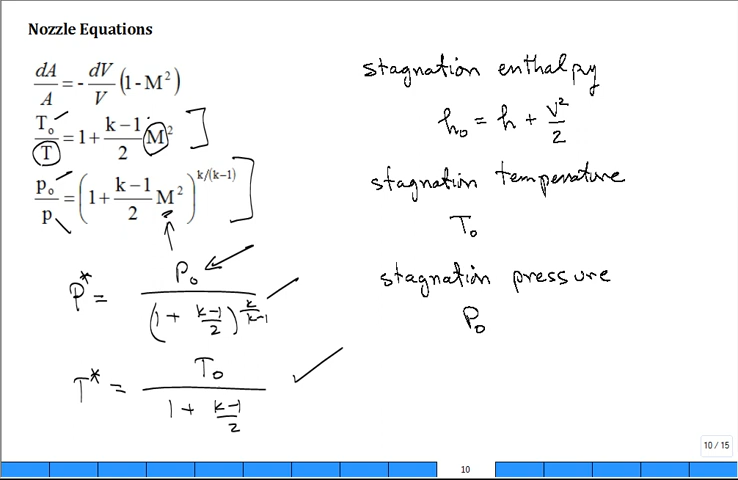 Nozzle Equations
dA/A = - dV/V (1 - M²)
T₀/T = 1 + (k−1)/2 M²
p₀/p = (1 + (k−1)/2 M²)^(k/(k−1))
P* = P₀ / (1 + (k−1)/2)^(k/(k−1))
T* = T₀ / (1 + (k−1)/2)
stagnation enthalpy
h₀ = h + V²/2
stagnation temperature
T₀
stagnation pressure
P₀
10 / 15
10